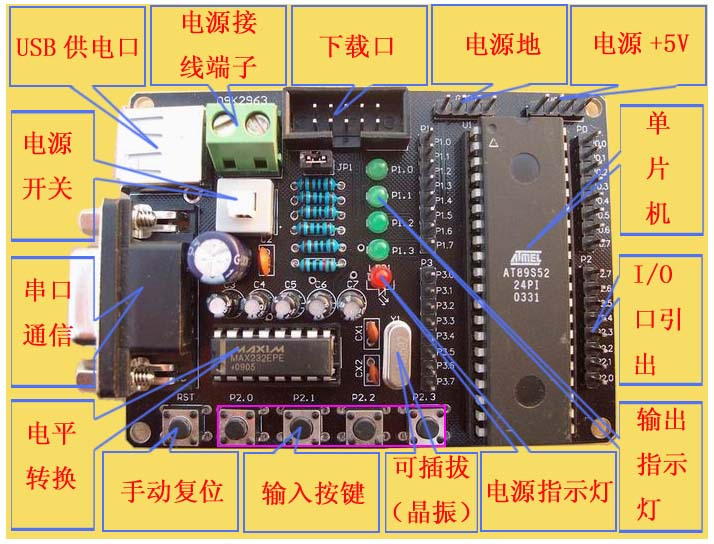 USB 供电口
电源接
线端子
下载口
电源地
电源 +5V
电源
开关
单
片
机
串口
通信
I/O
口引
出
电平
转换
手动复位
输入按键
可插拔
（晶振）
电源指示灯
输出
指示
灯
JP1
P1.0
P1.1
P1.2
P1.3
P1.0
P1.1
P1.2
P1.3
P1.4
P1.5
P1.6
P1.7
P3
P3.0
P3.1
P3.2
P3.3
P3.4
P3.5
P3.6
P3.7
P0
P2
ATMEL
AT89S52
24PI
0331
C2
C4
C5
C6
C7
MAXIM
MAX232EPE
+0905
CX1
CX2
Y1
RST
P2.0
P2.1
P2.2
P2.3